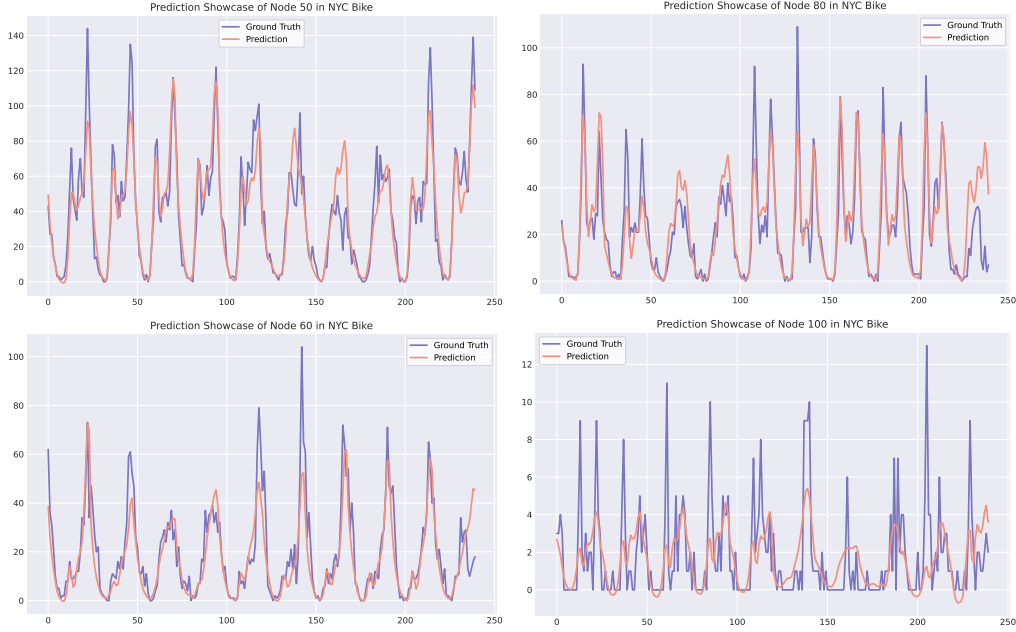 Prediction Showcase of Node 50 in NYC Bike
Ground Truth
Prediction
140
120
100
80
60
40
20
0
0 50 100 150 200 250
Prediction Showcase of Node 80 in NYC Bike
Ground Truth
Prediction
100
80
60
40
20
0
0 50 100 150 200 250
Prediction Showcase of Node 60 in NYC Bike
Ground Truth
Prediction
100
80
60
40
20
0
0 50 100 150 200 250
Prediction Showcase of Node 100 in NYC Bike
Ground Truth
Prediction
12
10
8
6
4
2
0
0 50 100 150 200 250